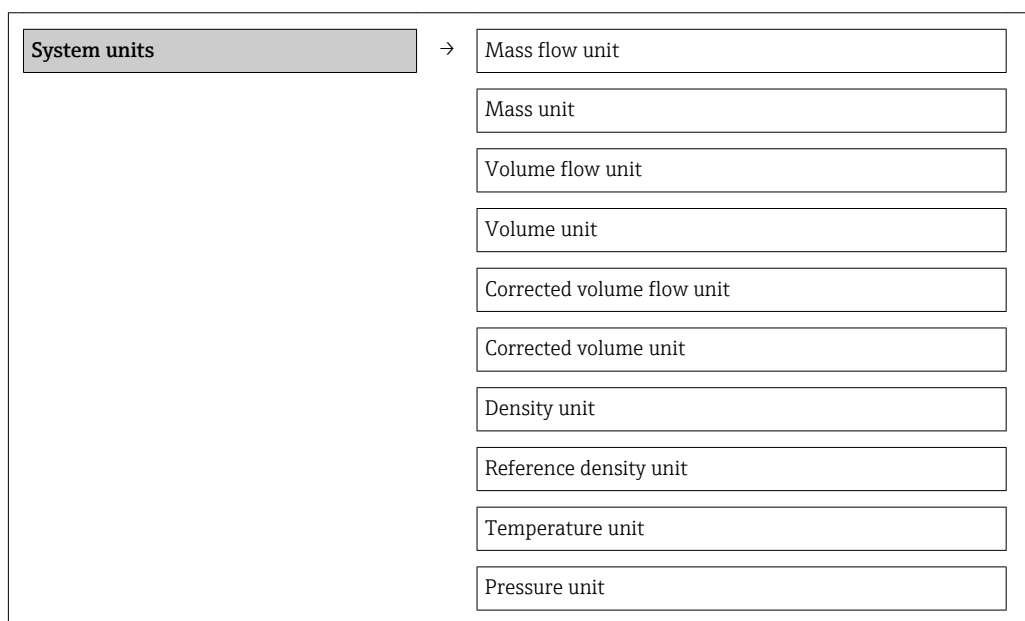 System units → Mass flow unit
Mass unit
Volume flow unit
Volume unit
Corrected volume flow unit
Corrected volume unit
Density unit
Reference density unit
Temperature unit
Pressure unit